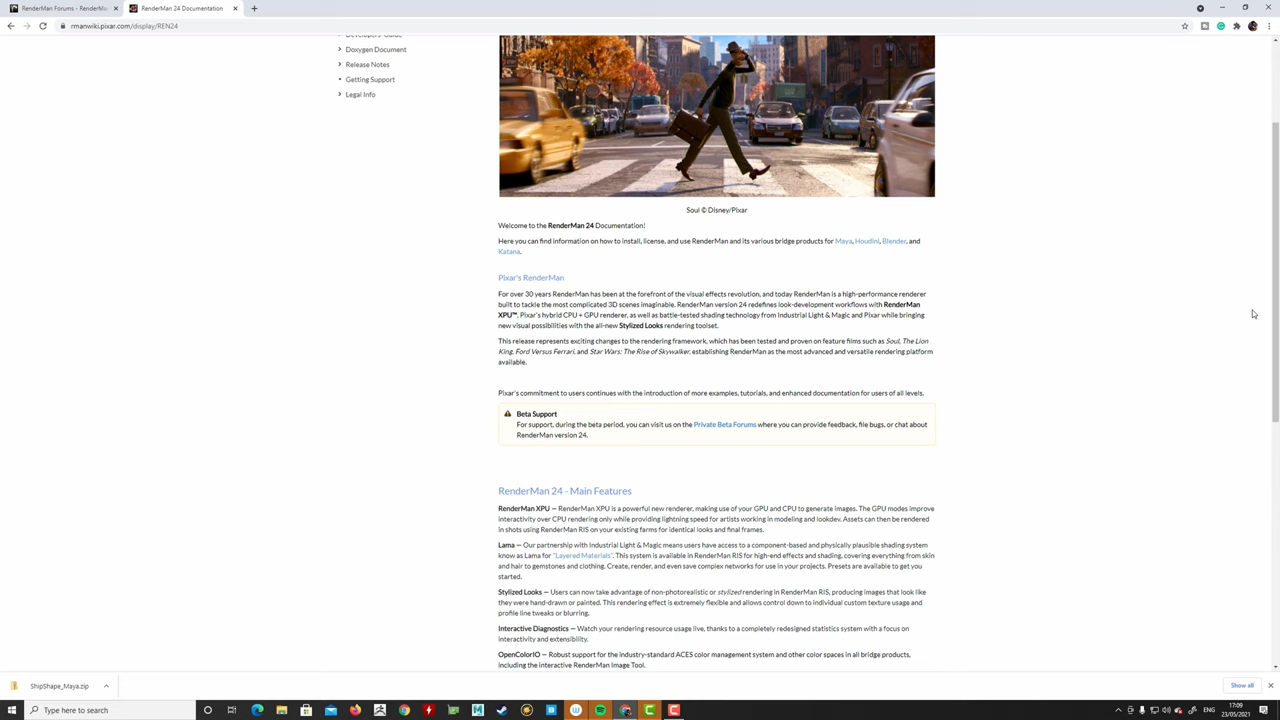 RenderMan Forums - RenderM
RenderMan 24 Documentation
rmanwiki.pixar.com/display/REN24
Developers' Guide
Doxygen Document
Release Notes
Getting Support
Legal Info
Soul © Disney/Pixar
Welcome to the RenderMan 24 Documentation!
Here you can find information on how to install, license, and use RenderMan and its various bridge products for Maya, Houdini, Blender, and
Katana.
Pixar's RenderMan
For over 30 years RenderMan has been at the forefront of the visual effects revolution, and today RenderMan is a high-performance renderer
built to tackle the most complicated 3D scenes imaginable. RenderMan version 24 redefines look-development workflows with RenderMan
XPU™, Pixar's hybrid CPU + GPU renderer, as well as battle-tested shading technology from Industrial Light & Magic and Pixar while bringing
new visual possibilities with the all-new Stylized Looks rendering toolset.
This release represents exciting changes to the rendering framework, which has been tested and proven on feature films such as Soul, The Lion
King, Ford Versus Ferrari, and Star Wars: The Rise of Skywalker, establishing RenderMan as the most advanced and versatile rendering platform
available.
Pixar's commitment to users continues with the introduction of more examples, tutorials, and enhanced documentation for users of all levels.
Beta Support
For support, during the beta period, you can visit us on the Private Beta Forums where you can provide feedback, file bugs, or chat about
RenderMan version 24.
RenderMan 24 - Main Features
RenderMan XPU — RenderMan XPU is a powerful new renderer, making use of your GPU and CPU to generate images. The GPU modes improve
interactivity over CPU rendering only while providing lightning speed for artists working in modeling and lookdev. Assets can then be rendered
in shots using RenderMan RIS on your existing farms for identical looks and final frames.
Lama — Our partnership with Industrial Light & Magic means users have access to a component-based and physically plausible shading system
know as Lama for "Layered Materials". This system is available in RenderMan RIS for high-end effects and shading, covering everything from skin
and hair to gemstones and clothing. Create, render, and even save complex networks for use in your projects. Presets are available to get you
started.
Stylized Looks — Users can now take advantage of non-photorealistic or stylized rendering in RenderMan RIS, producing images that look like
they were hand-drawn or painted. This rendering effect is extremely flexible and allows control down to individual custom texture usage and
profile line tweaks or blurring.
Interactive Diagnostics — Watch your rendering resource usage live, thanks to a completely redesigned statistics system with a focus on
interactivity and extensibility.
OpenColorIO — Robust support for the industry-standard ACES color management system and other color spaces in all bridge products,
including the interactive RenderMan Image Tool.
ShipShape_Maya.zip
Show all
Type here to search
ENG
17:09
23/05/2021